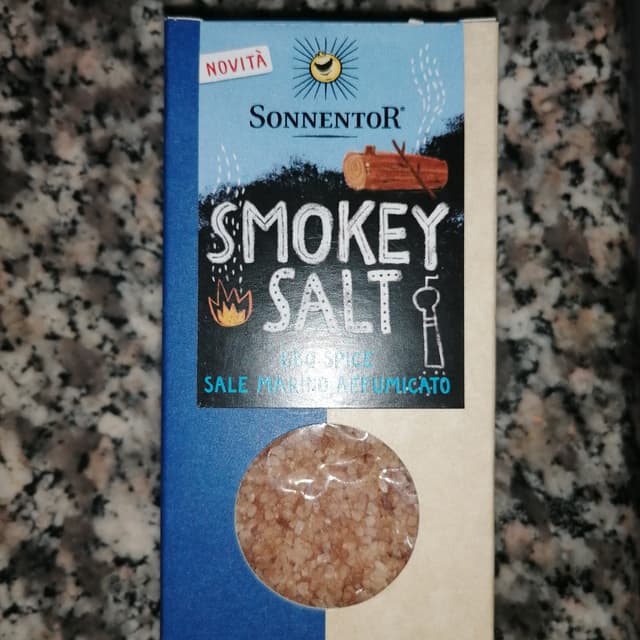 NOVITÀ
SONNENTOR®
SMOKEY
SALT
BBQ SPICE
SALE MARINO AFFUMICATO